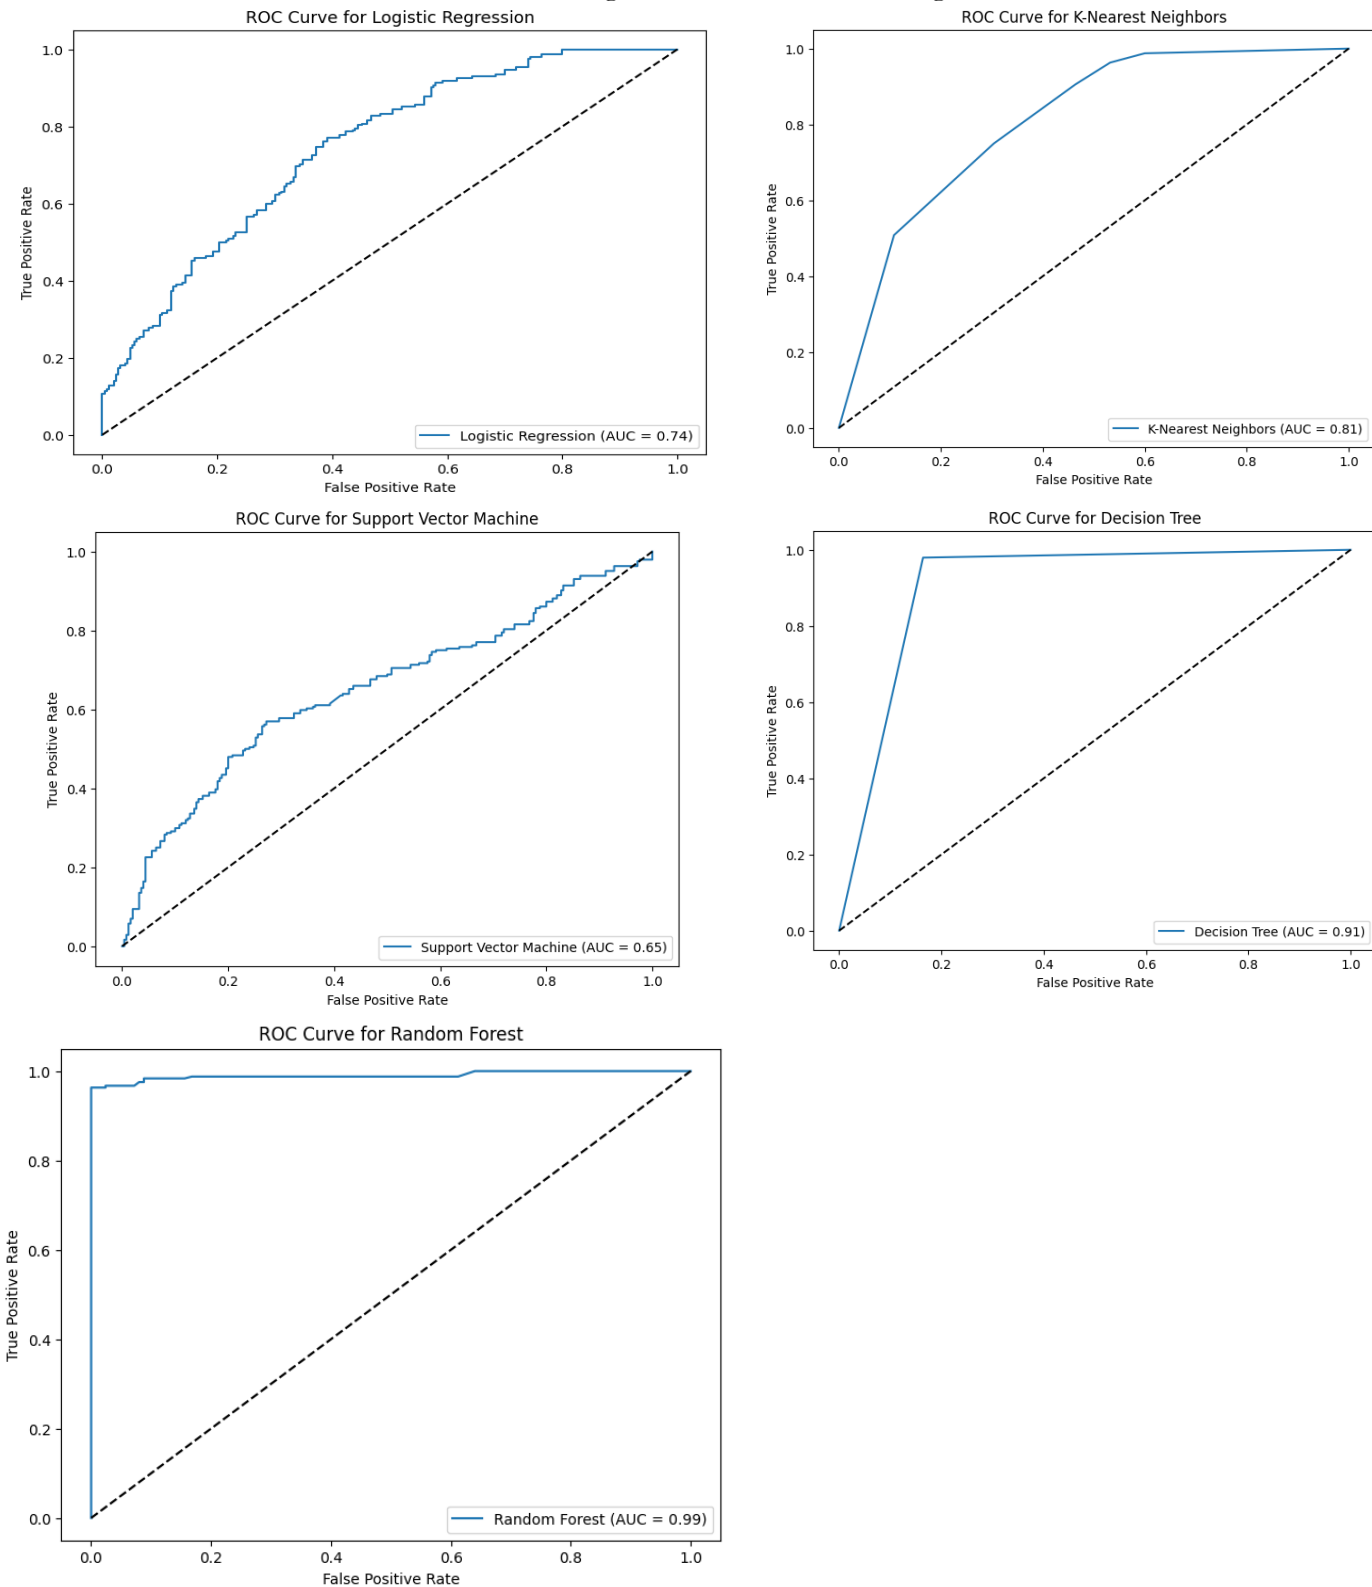 ROC Curve for Logistic Regression
1.0
0.8
0.6
0.4
0.2
0.0
True Positive Rate
Logistic Regression (AUC = 0.74)
0.0 0.2 0.4 0.6 0.8 1.0
False Positive Rate
ROC Curve for K-Nearest Neighbors
1.0
0.8
0.6
0.4
0.2
0.0
True Positive Rate
K-Nearest Neighbors (AUC = 0.81)
0.0 0.2 0.4 0.6 0.8 1.0
False Positive Rate
ROC Curve for Support Vector Machine
1.0
0.8
0.6
0.4
0.2
0.0
True Positive Rate
Support Vector Machine (AUC = 0.65)
0.0 0.2 0.4 0.6 0.8 1.0
False Positive Rate
ROC Curve for Decision Tree
1.0
0.8
0.6
0.4
0.2
0.0
True Positive Rate
Decision Tree (AUC = 0.91)
0.0 0.2 0.4 0.6 0.8 1.0
False Positive Rate
ROC Curve for Random Forest
1.0
0.8
0.6
0.4
0.2
0.0
True Positive Rate
Random Forest (AUC = 0.99)
0.0 0.2 0.4 0.6 0.8 1.0
False Positive Rate